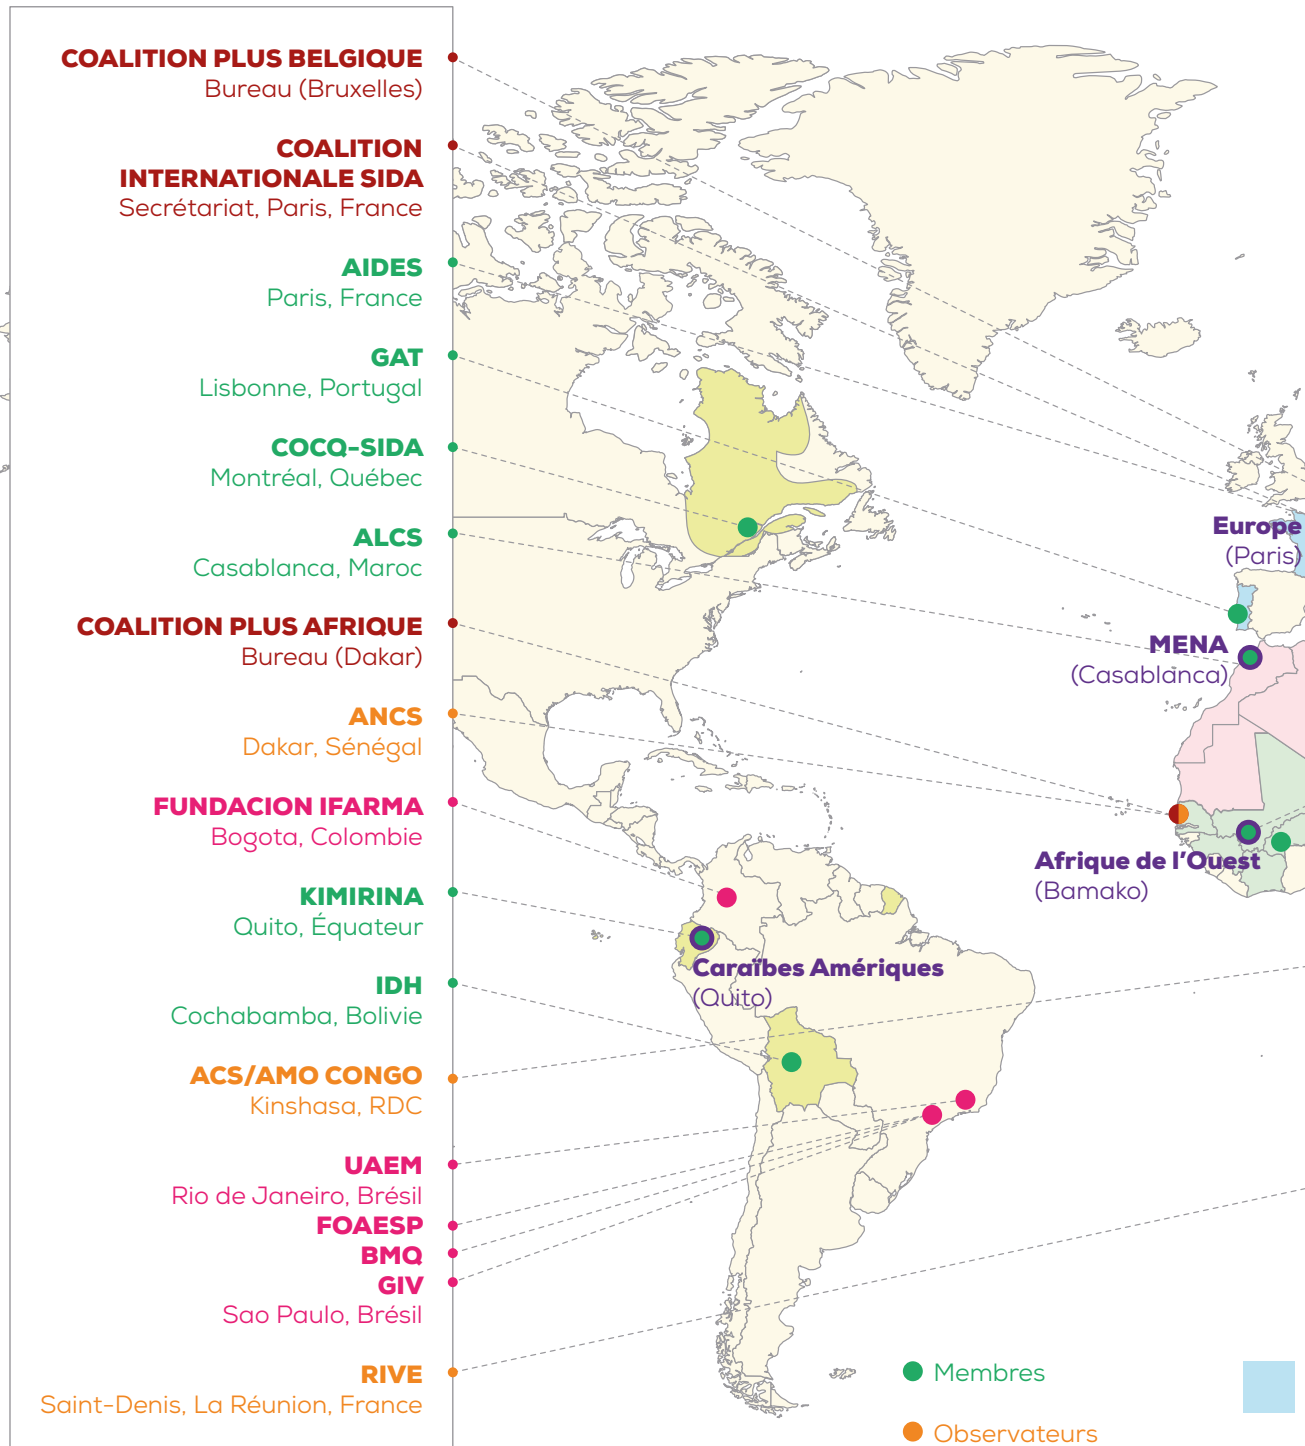 COALITION PLUS BELGIQUE
Bureau (Bruxelles)
COALITION
INTERNATIONALE SIDA
Secrétariat, Paris, France
AIDES
Paris, France
GAT
Lisbonne, Portugal
COCQ-SIDA
Montréal, Québec
ALCS
Casablanca, Maroc
COALITION PLUS AFRIQUE
Bureau (Dakar)
ANCS
Dakar, Sénégal
FUNDACION IFARMA
Bogota, Colombie
KIMIRINA
Quito, Équateur
IDH
Cochabamba, Bolivie
ACS/AMO CONGO
Kinshasa, RDC
UAEM
Rio de Janeiro, Brésil
FOAESP
BMQ
GIV
Sao Paulo, Brésil
RIVE
Saint-Denis, La Réunion, France
Europe
(Paris)
MENA
(Casablanca)
Afrique de l'Ouest
(Bamako)
Caraïbes Amériques
(Quito)
Membres
Observateurs